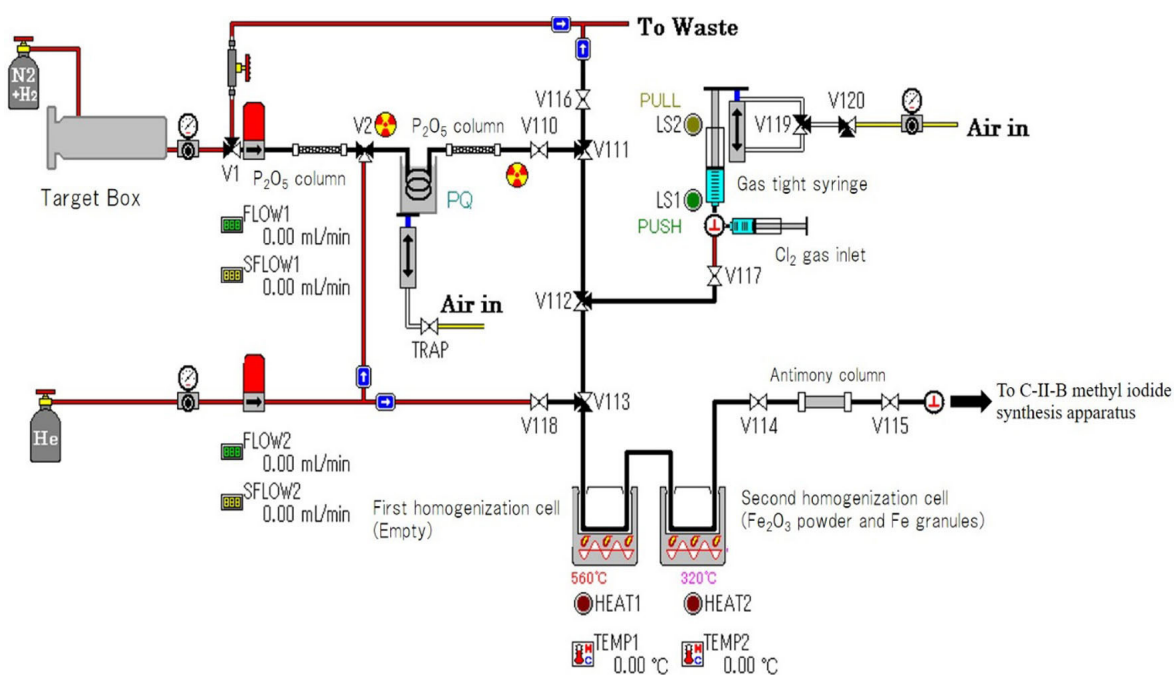 To Waste
N2
+H₂
V116
PULL
LS2
V119
V120
Air in
V2
P₂O₅ column
V110
V111
V1
P₂O₅ column
PQ
Gas tight syringe
LS1
PUSH
Cl₂ gas inlet
Target Box
FLOW1
0.00 mL/min
SFLOW1
0.00 mL/min
V117
V112
Air in
TRAP
Antimony column
To C-II-B methyl iodide
synthesis apparatus
He
V118
V113
V114
V115
FLOW2
0.00 mL/min
SFLOW2
0.00 mL/min
First homogenization cell
(Empty)
Second homogenization cell
(Fe₂O₃ powder and Fe granules)
560℃
320℃
HEAT1
HEAT2
TEMP1
0.00 ℃
TEMP2
0.00 ℃